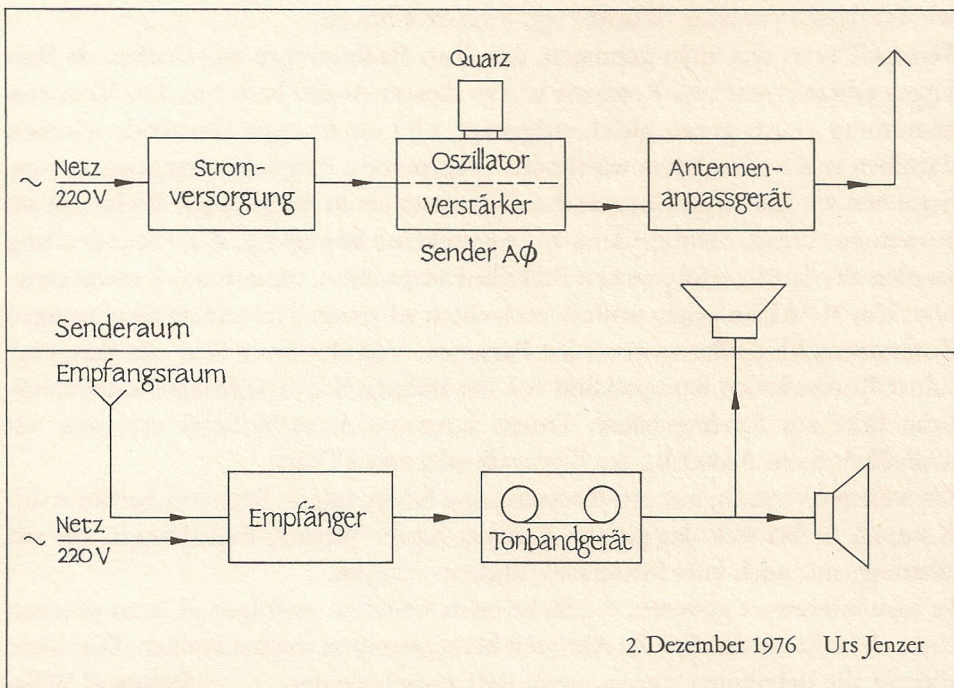 Quarz
~ Netz
220V
Strom-
versorgung
Oszillator
Verstärker
Sender Aϕ
Antennen-
anpassgerät
Senderaum
Empfangsraum
~ Netz
220V
Empfänger
Tonbandgerät
2. Dezember 1976 Urs Jenzer